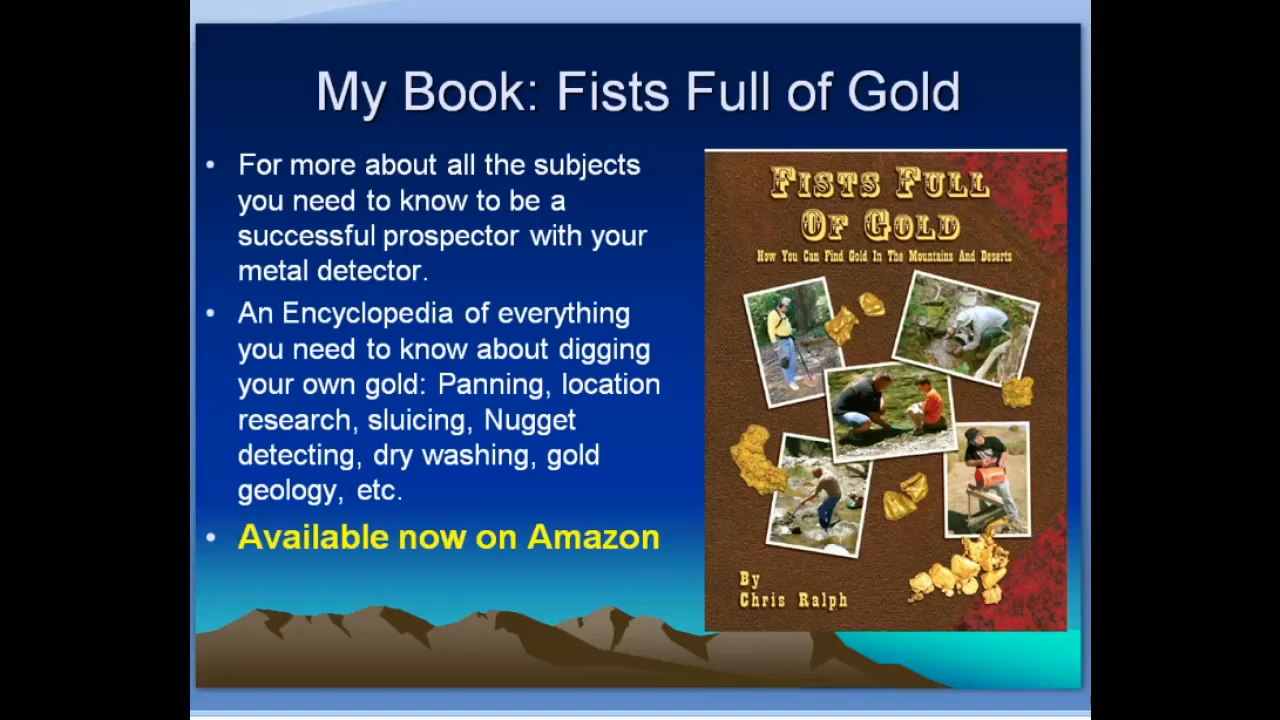 My Book: Fists Full of Gold
• For more about all the subjects
you need to know to be a
successful prospector with your
metal detector.
• An Encyclopedia of everything
you need to know about digging
your own gold: Panning, location
research, sluicing, Nugget
detecting, dry washing, gold
geology, etc.
• Available now on Amazon
FISTS FULL
OF GOLD
How You Can Find Gold In The Mountains And Deserts
By
Chris Ralph